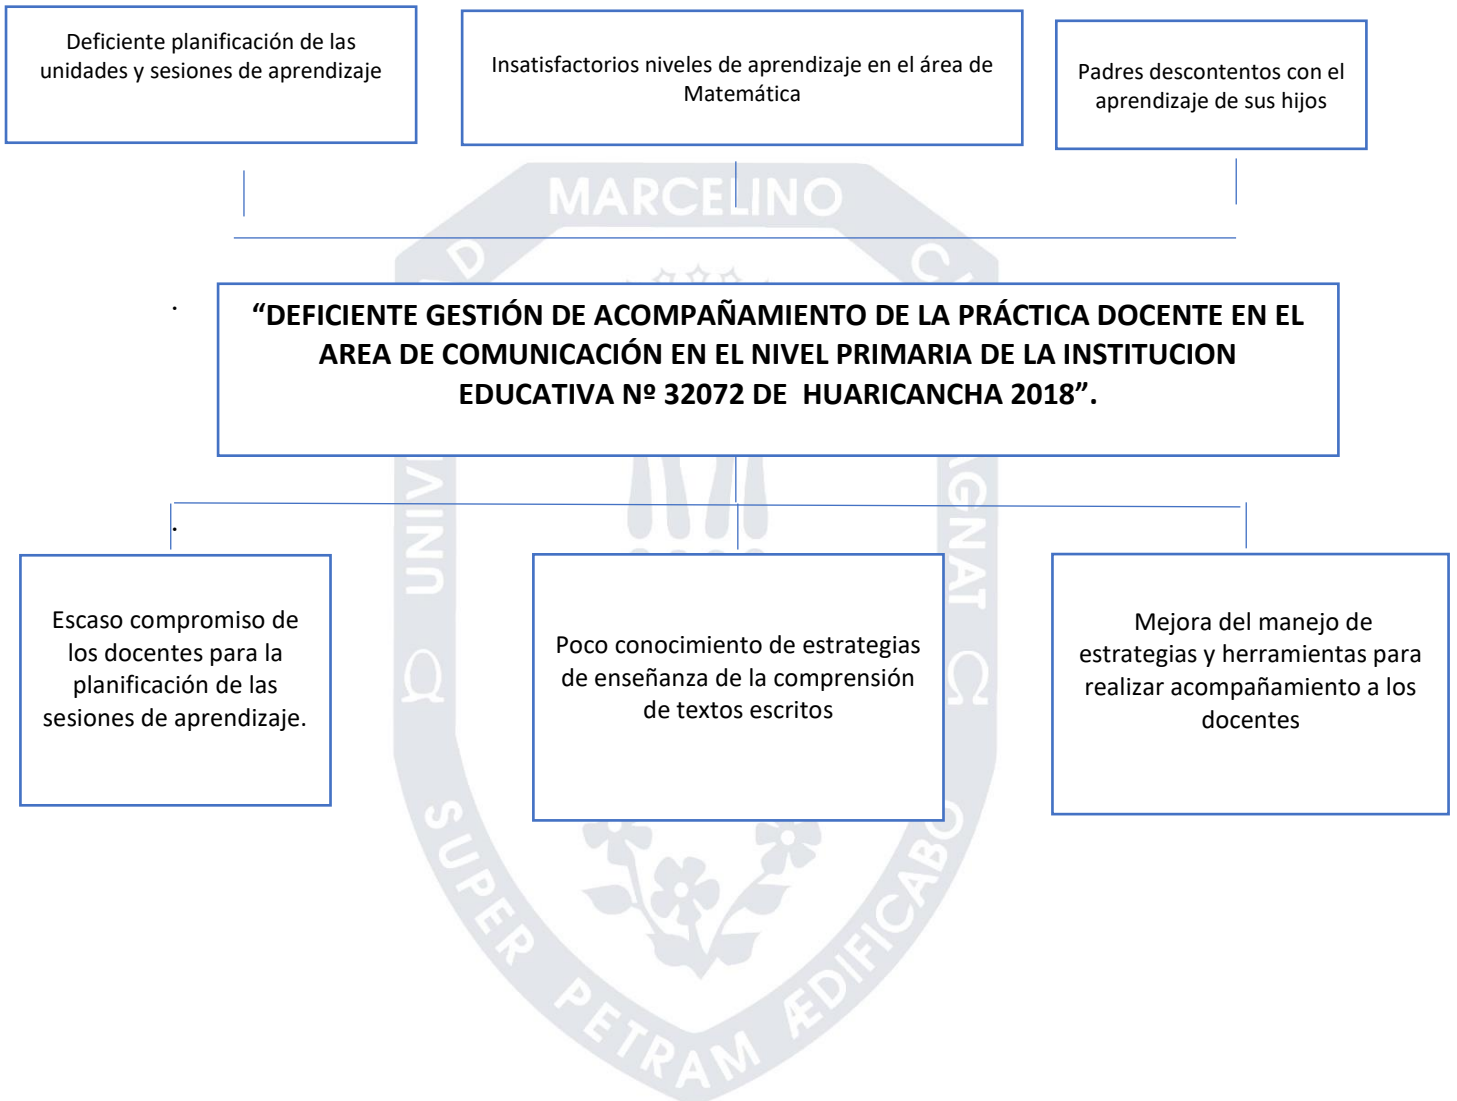 Deficiente planificación de las
unidades y sesiones de aprendizaje
Insatisfactorios niveles de aprendizaje en el área de
Matemática
Padres descontentos con el
aprendizaje de sus hijos
MARCELINO
“DEFICIENTE GESTIÓN DE ACOMPAÑAMIENTO DE LA PRÁCTICA DOCENTE EN EL
AREA DE COMUNICACIÓN EN EL NIVEL PRIMARIA DE LA INSTITUCION
EDUCATIVA Nº 32072 DE  HUARICANCHA 2018”.
Escaso compromiso de
los docentes para la
planificación de las
sesiones de aprendizaje.
Poco conocimiento de estrategias
de enseñanza de la comprensión
de textos escritos
Mejora del manejo de
estrategias y herramientas para
realizar acompañamiento a los
docentes
SUPER PETRAM ÆDIFICABO